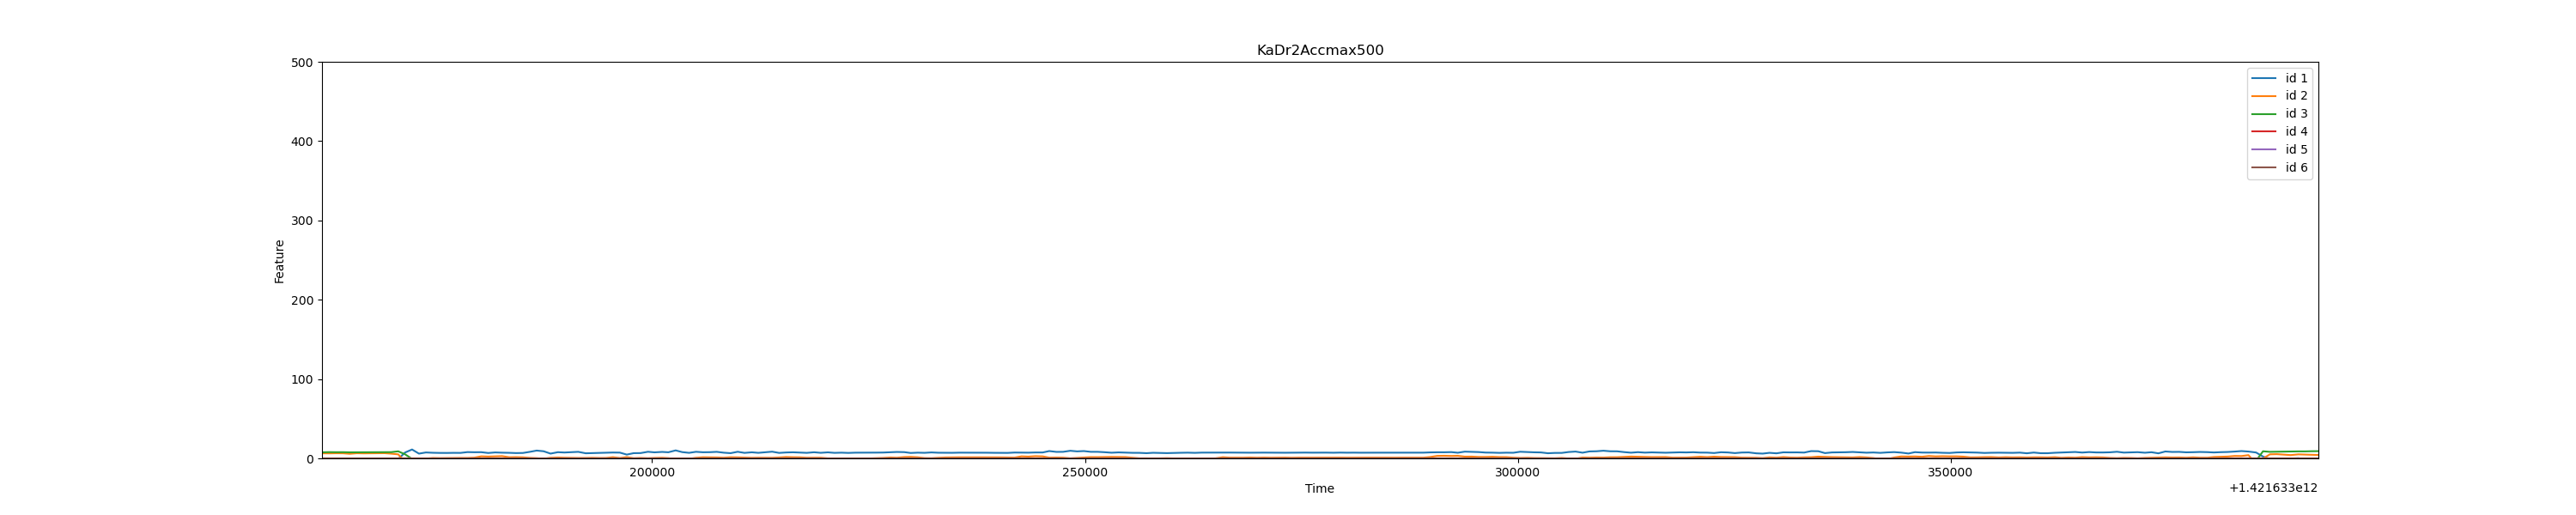 KaDr2Accmax500
500
400
300
200
100
0
Feature
id 1
id 2
id 3
id 4
id 5
id 6
200000 250000 300000 350000
Time
+1.421633e12